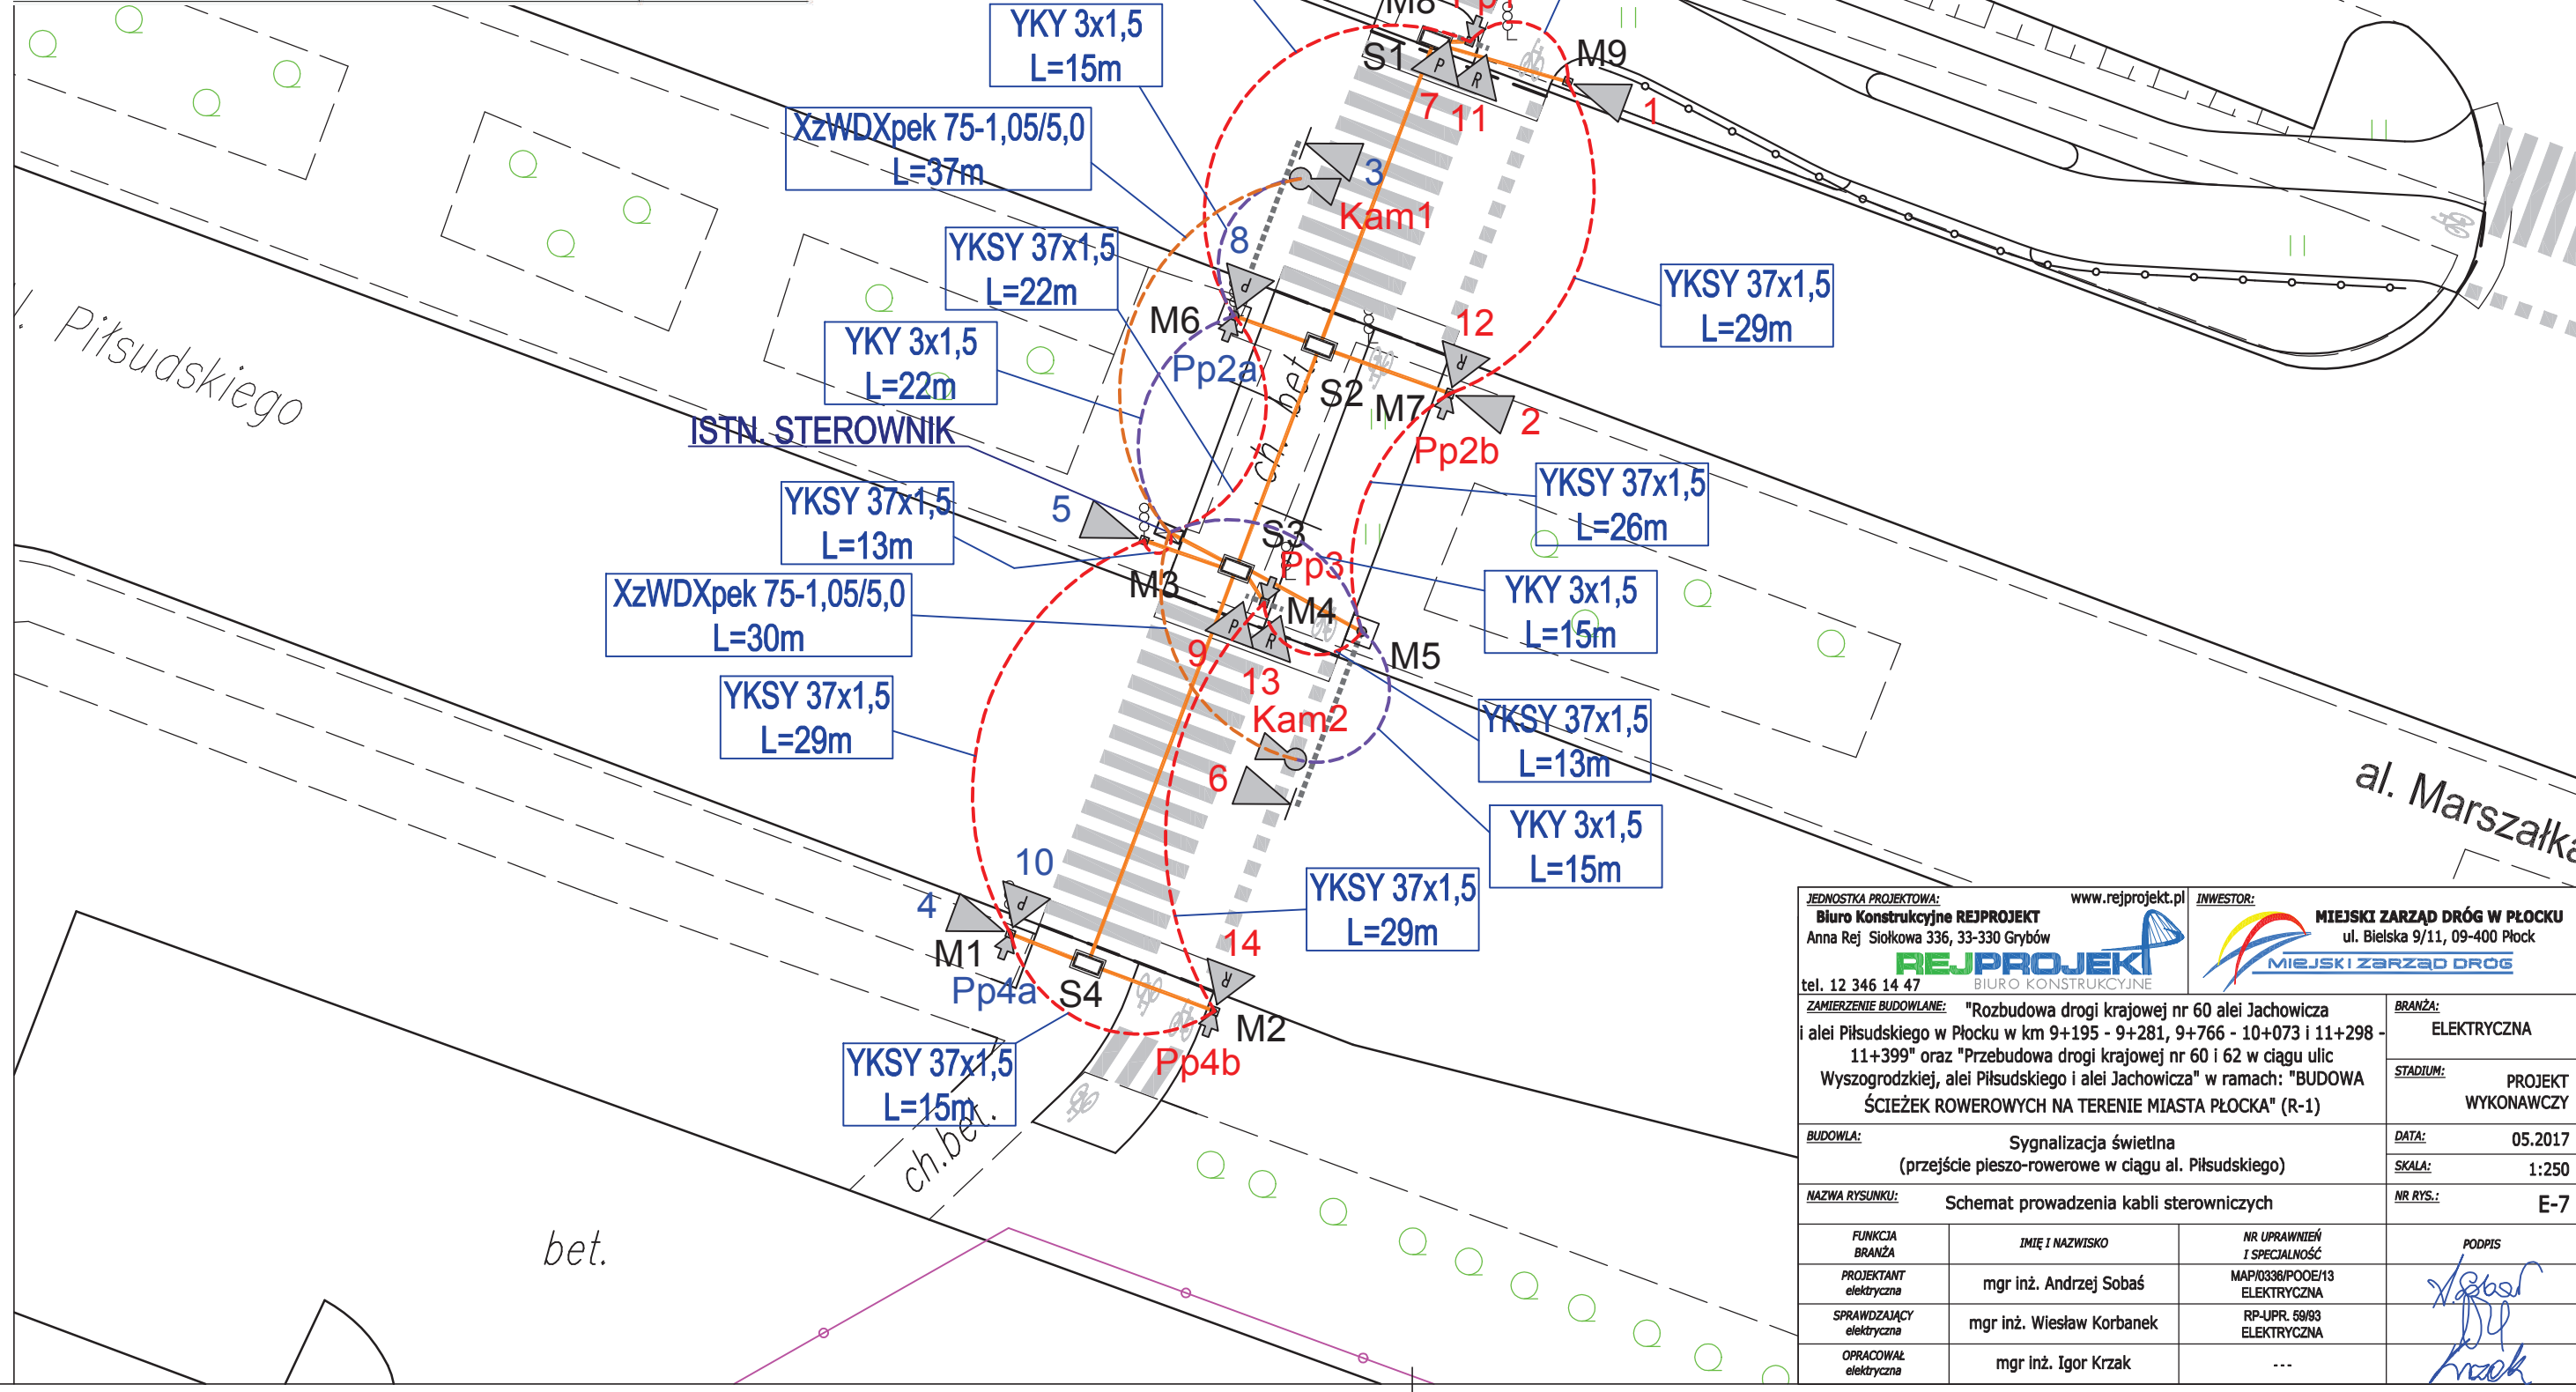 YKY 3x1,5
L=15m
M8
Pp1
S1
M9
7
11
1
XzWDXpek 75-1,05/5,0
L=37m
3
Kam1
8
YKSY 37x1,5
L=22m
YKSY 37x1,5
L=29m
M6
12
Pp2a
YKY 3x1,5
L=22m
S2
M7
2
Pp2b
ch. bet.
l. Piłsudskiego
ISTN. STEROWNIK
YKSY 37x1,5
L=26m
YKSY 37x1,5
L=13m
5
S3
Pp3
M3
M4
M5
YKY 3x1,5
L=15m
XzWDXpek 75-1,05/5,0
L=30m
9
13
Kam2
YKSY 37x1,5
L=29m
YKSY 37x1,5
L=13m
6
YKY 3x1,5
L=15m
al. Marszałka
10
4
M1
Pp4a
S4
YKSY 37x1,5
L=29m
14
M2
Pp4b
YKSY 37x1,5
L=15m
ch.bet.
bet.
P
R
P
R
P
R
P
R
JEDNOSTKA PROJEKTOWA:
www.rejprojekt.pl
Biuro Konstrukcyjne REJPROJEKT
Anna Rej Siołkowa 336, 33-330 Grybów
REJPROJEKT
BIURO KONSTRUKCYJNE
tel. 12 346 14 47
INWESTOR:
MIEJSKI ZARZĄD DRÓG W PŁOCKU
ul. Bielska 9/11, 09-400 Płock
MIEJSKI ZARZĄD DRÓG
ZAMIERZENIE BUDOWLANE: "Rozbudowa drogi krajowej nr 60 alei Jachowicza
i alei Piłsudskiego w Płocku w km 9+195 - 9+281, 9+766 - 10+073 i 11+298 -
11+399" oraz "Przebudowa drogi krajowej nr 60 i 62 w ciągu ulic
Wyszogrodzkiej, alei Piłsudskiego i alei Jachowicza" w ramach: "BUDOWA
ŚCIEŻEK ROWEROWYCH NA TERENIE MIASTA PŁOCKA" (R-1)
BRANŻA:
ELEKTRYCZNA
STADIUM:
PROJEKT
WYKONAWCZY
BUDOWLA:
Sygnalizacja świetlna
(przejście pieszo-rowerowe w ciągu al. Piłsudskiego)
DATA: 05.2017
SKALA: 1:250
NAZWA RYSUNKU: Schemat prowadzenia kabli sterowniczych
NR RYS.: E-7
FUNKCJA
BRANŻA
IMIĘ I NAZWISKO
NR UPRAWNIEŃ
I SPECJALNOŚĆ
PODPIS
PROJEKTANT
elektryczna
mgr inż. Andrzej Sobaś
MAP/0336/POOE/13
ELEKTRYCZNA
SPRAWDZAJĄCY
elektryczna
mgr inż. Wiesław Korbanek
RP-UPR. 59/93
ELEKTRYCZNA
OPRACOWAŁ
elektryczna
mgr inż. Igor Krzak
---